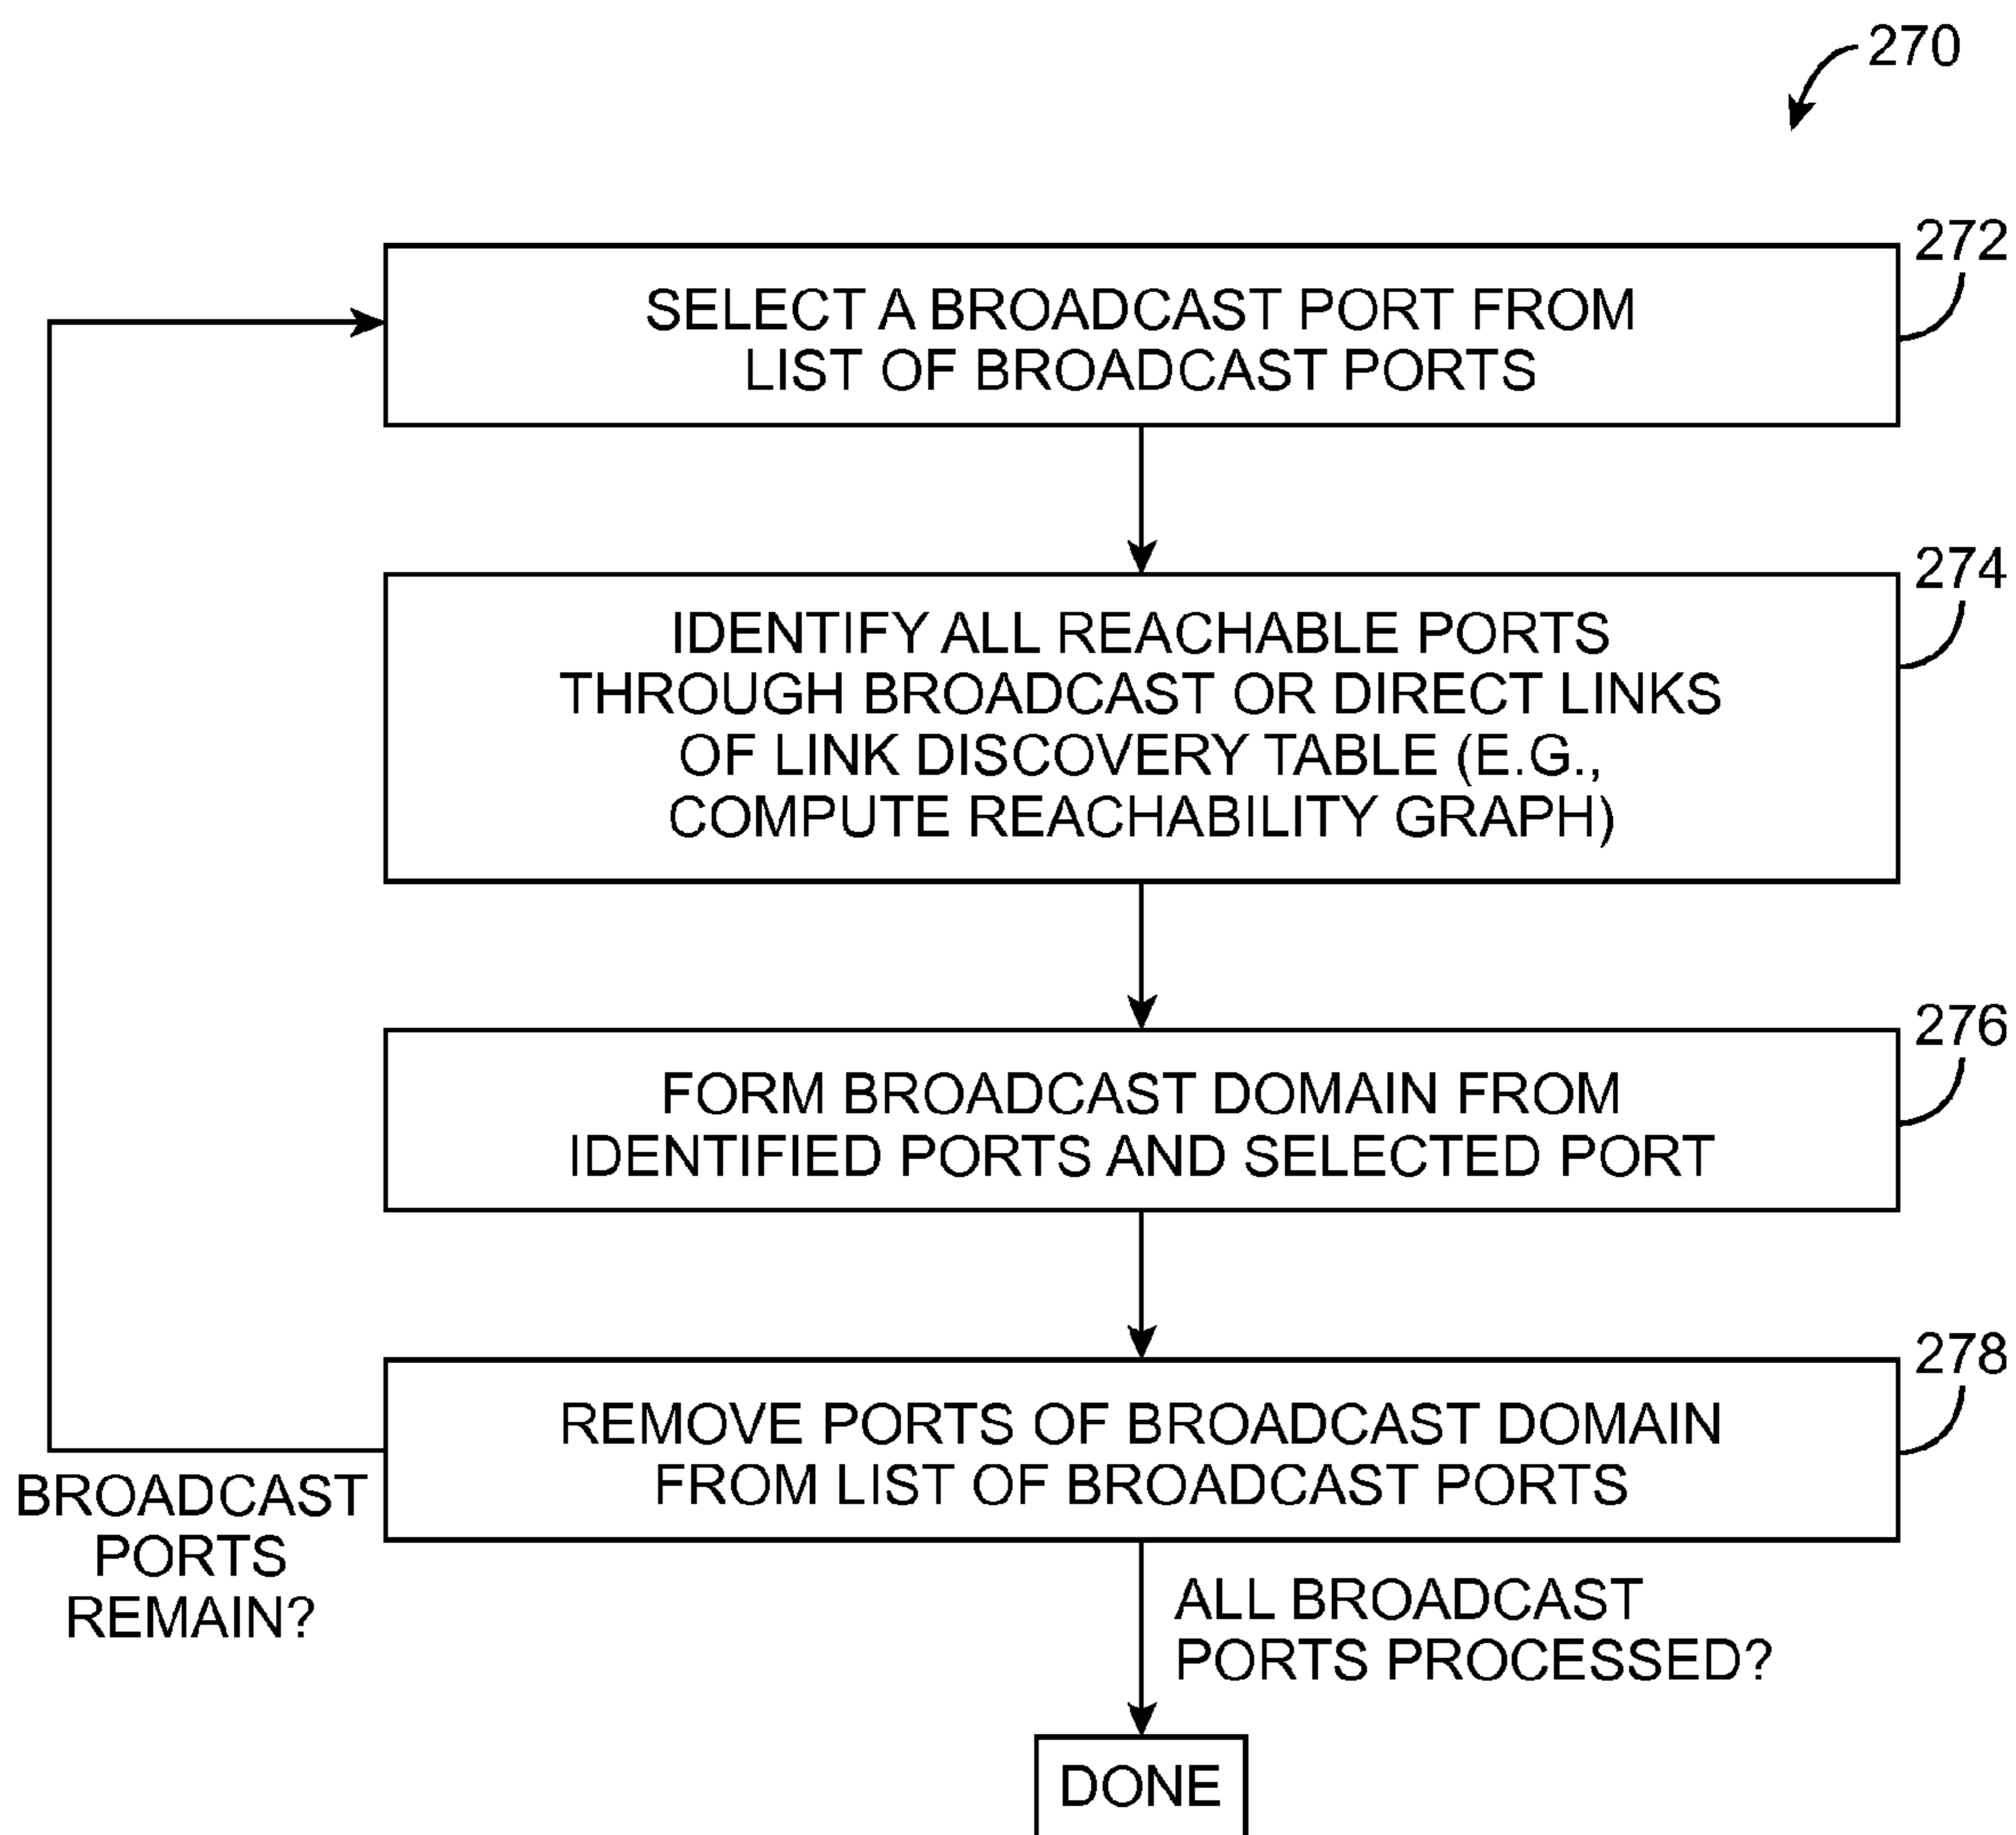 270
272
SELECT A BROADCAST PORT FROM
LIST OF BROADCAST PORTS
274
IDENTIFY ALL REACHABLE PORTS
THROUGH BROADCAST OR DIRECT LINKS
OF LINK DISCOVERY TABLE (E.G.,
COMPUTE REACHABILITY GRAPH)
276
FORM BROADCAST DOMAIN FROM
IDENTIFIED PORTS AND SELECTED PORT
278
REMOVE PORTS OF BROADCAST DOMAIN
FROM LIST OF BROADCAST PORTS
BROADCAST
PORTS
REMAIN?
ALL BROADCAST
PORTS PROCESSED?
DONE